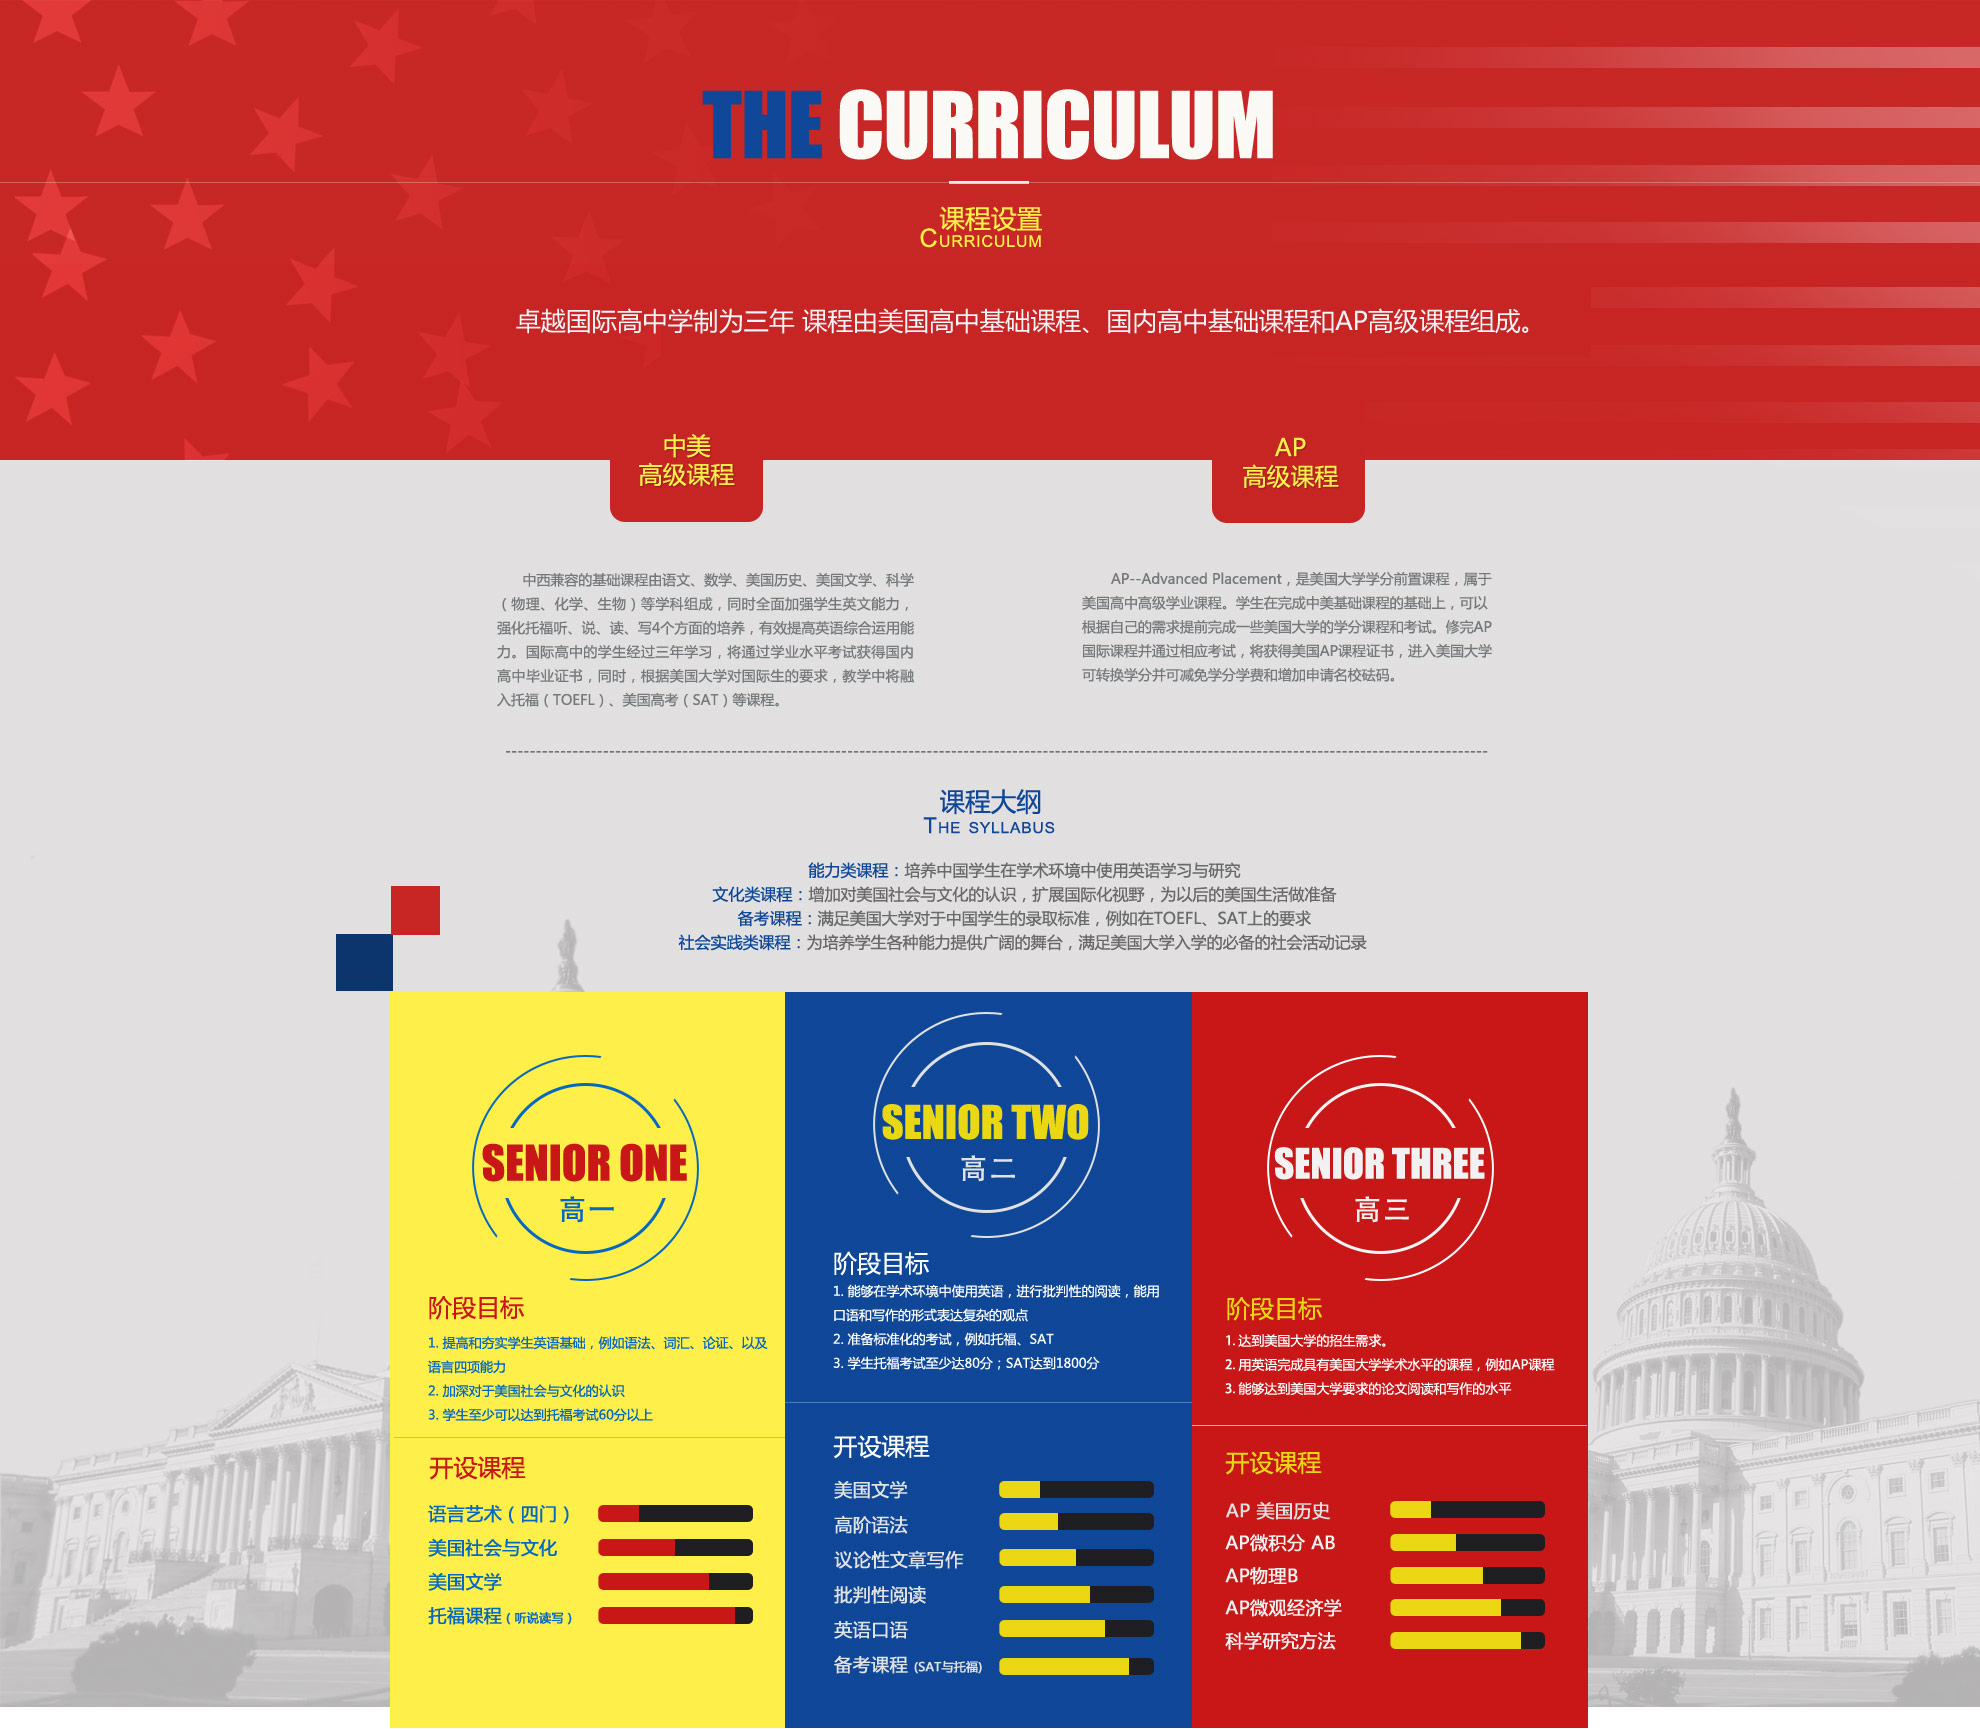 THE CURRICULUM
课程设置
CURRICULUM
卓越国际高中学制为三年 课程由美国高中基础课程、国内高中基础课程和AP高级课程组成。
中美
高级课程
中西兼容的基础课程由语文、数学、美国历史、美国文学、科学
（物理、化学、生物）等学科组成，同时全面加强学生英文能力，
强化托福听、说、读、写4个方面的培养，有效提高英语综合运用能
力。国际高中的学生经过三年学习，将通过学业水平考试获得国内
高中毕业证书，同时，根据美国大学对国际生的要求，教学中将融
入托福（TOEFL）、美国高考（SAT）等课程。
AP
高级课程
AP--Advanced Placement，是美国大学学分前置课程，属于
美国高中高级学业课程。学生在完成中美基础课程的基础上，可以
根据自己的需求提前完成一些美国大学的学分课程和考试。修完AP
国际课程并通过相应考试，将获得美国AP课程证书，进入美国大学
可转换学分并可减免学分学费和增加申请名校砝码。
课程大纲
THE SYLLABUS
能力类课程：培养中国学生在学术环境中使用英语学习与研究
文化类课程：增加对美国社会与文化的认识，扩展国际化视野，为以后的美国生活做准备
备考课程：满足美国大学对于中国学生的录取标准，例如在TOEFL、SAT上的要求
社会实践类课程：为培养学生各种能力提供广阔的舞台，满足美国大学入学的必备的社会活动记录
SENIOR ONE
高一
阶段目标
1. 提高和夯实学生英语基础，例如语法、词汇、论证、以及
语言四项能力
2. 加深对于美国社会与文化的认识
3. 学生至少可以达到托福考试60分以上
开设课程
语言艺术（四门）
美国社会与文化
美国文学
托福课程（听说读写）
SENIOR TWO
高二
阶段目标
1. 能够在学术环境中使用英语，进行批判性的阅读，能用
口语和写作的形式表达复杂的观点
2. 准备标准化的考试，例如托福、SAT
3. 学生托福考试至少达80分；SAT达到1800分
开设课程
美国文学
高阶语法
议论性文章写作
批判性阅读
英语口语
备考课程 (SAT与托福)
SENIOR THREE
高三
阶段目标
1. 达到美国大学的招生需求。
2. 用英语完成具有美国大学学术水平的课程，例如AP课程
3. 能够达到美国大学要求的论文阅读和写作的水平
开设课程
AP 美国历史
AP微积分 AB
AP物理B
AP微观经济学
科学研究方法